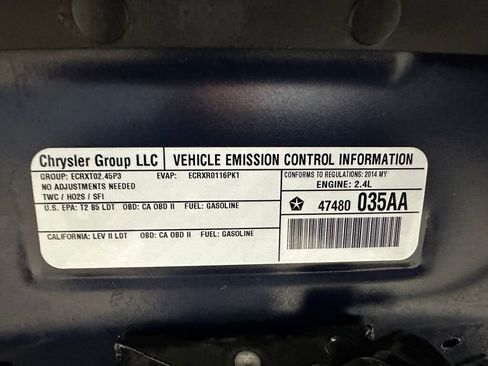 Chrysler Group LLC VEHICLE EMISSION CONTROL INFORMATION
GROUP: ECRXT02.45P3 EVAP: ECRXR0116PK1 CONFORMS TO REGULATIONS: 2014 MY
NO ADJUSTMENTS NEEDED ENGINE: 2.4L
TWC / HO2S / SFI
U.S. EPA: T2 B5 LDT OBD: CA OBD II FUEL: GASOLINE 47480 035AA
CALIFORNIA: LEV II LDT OBD: CA OBD II FUEL: GASOLINE